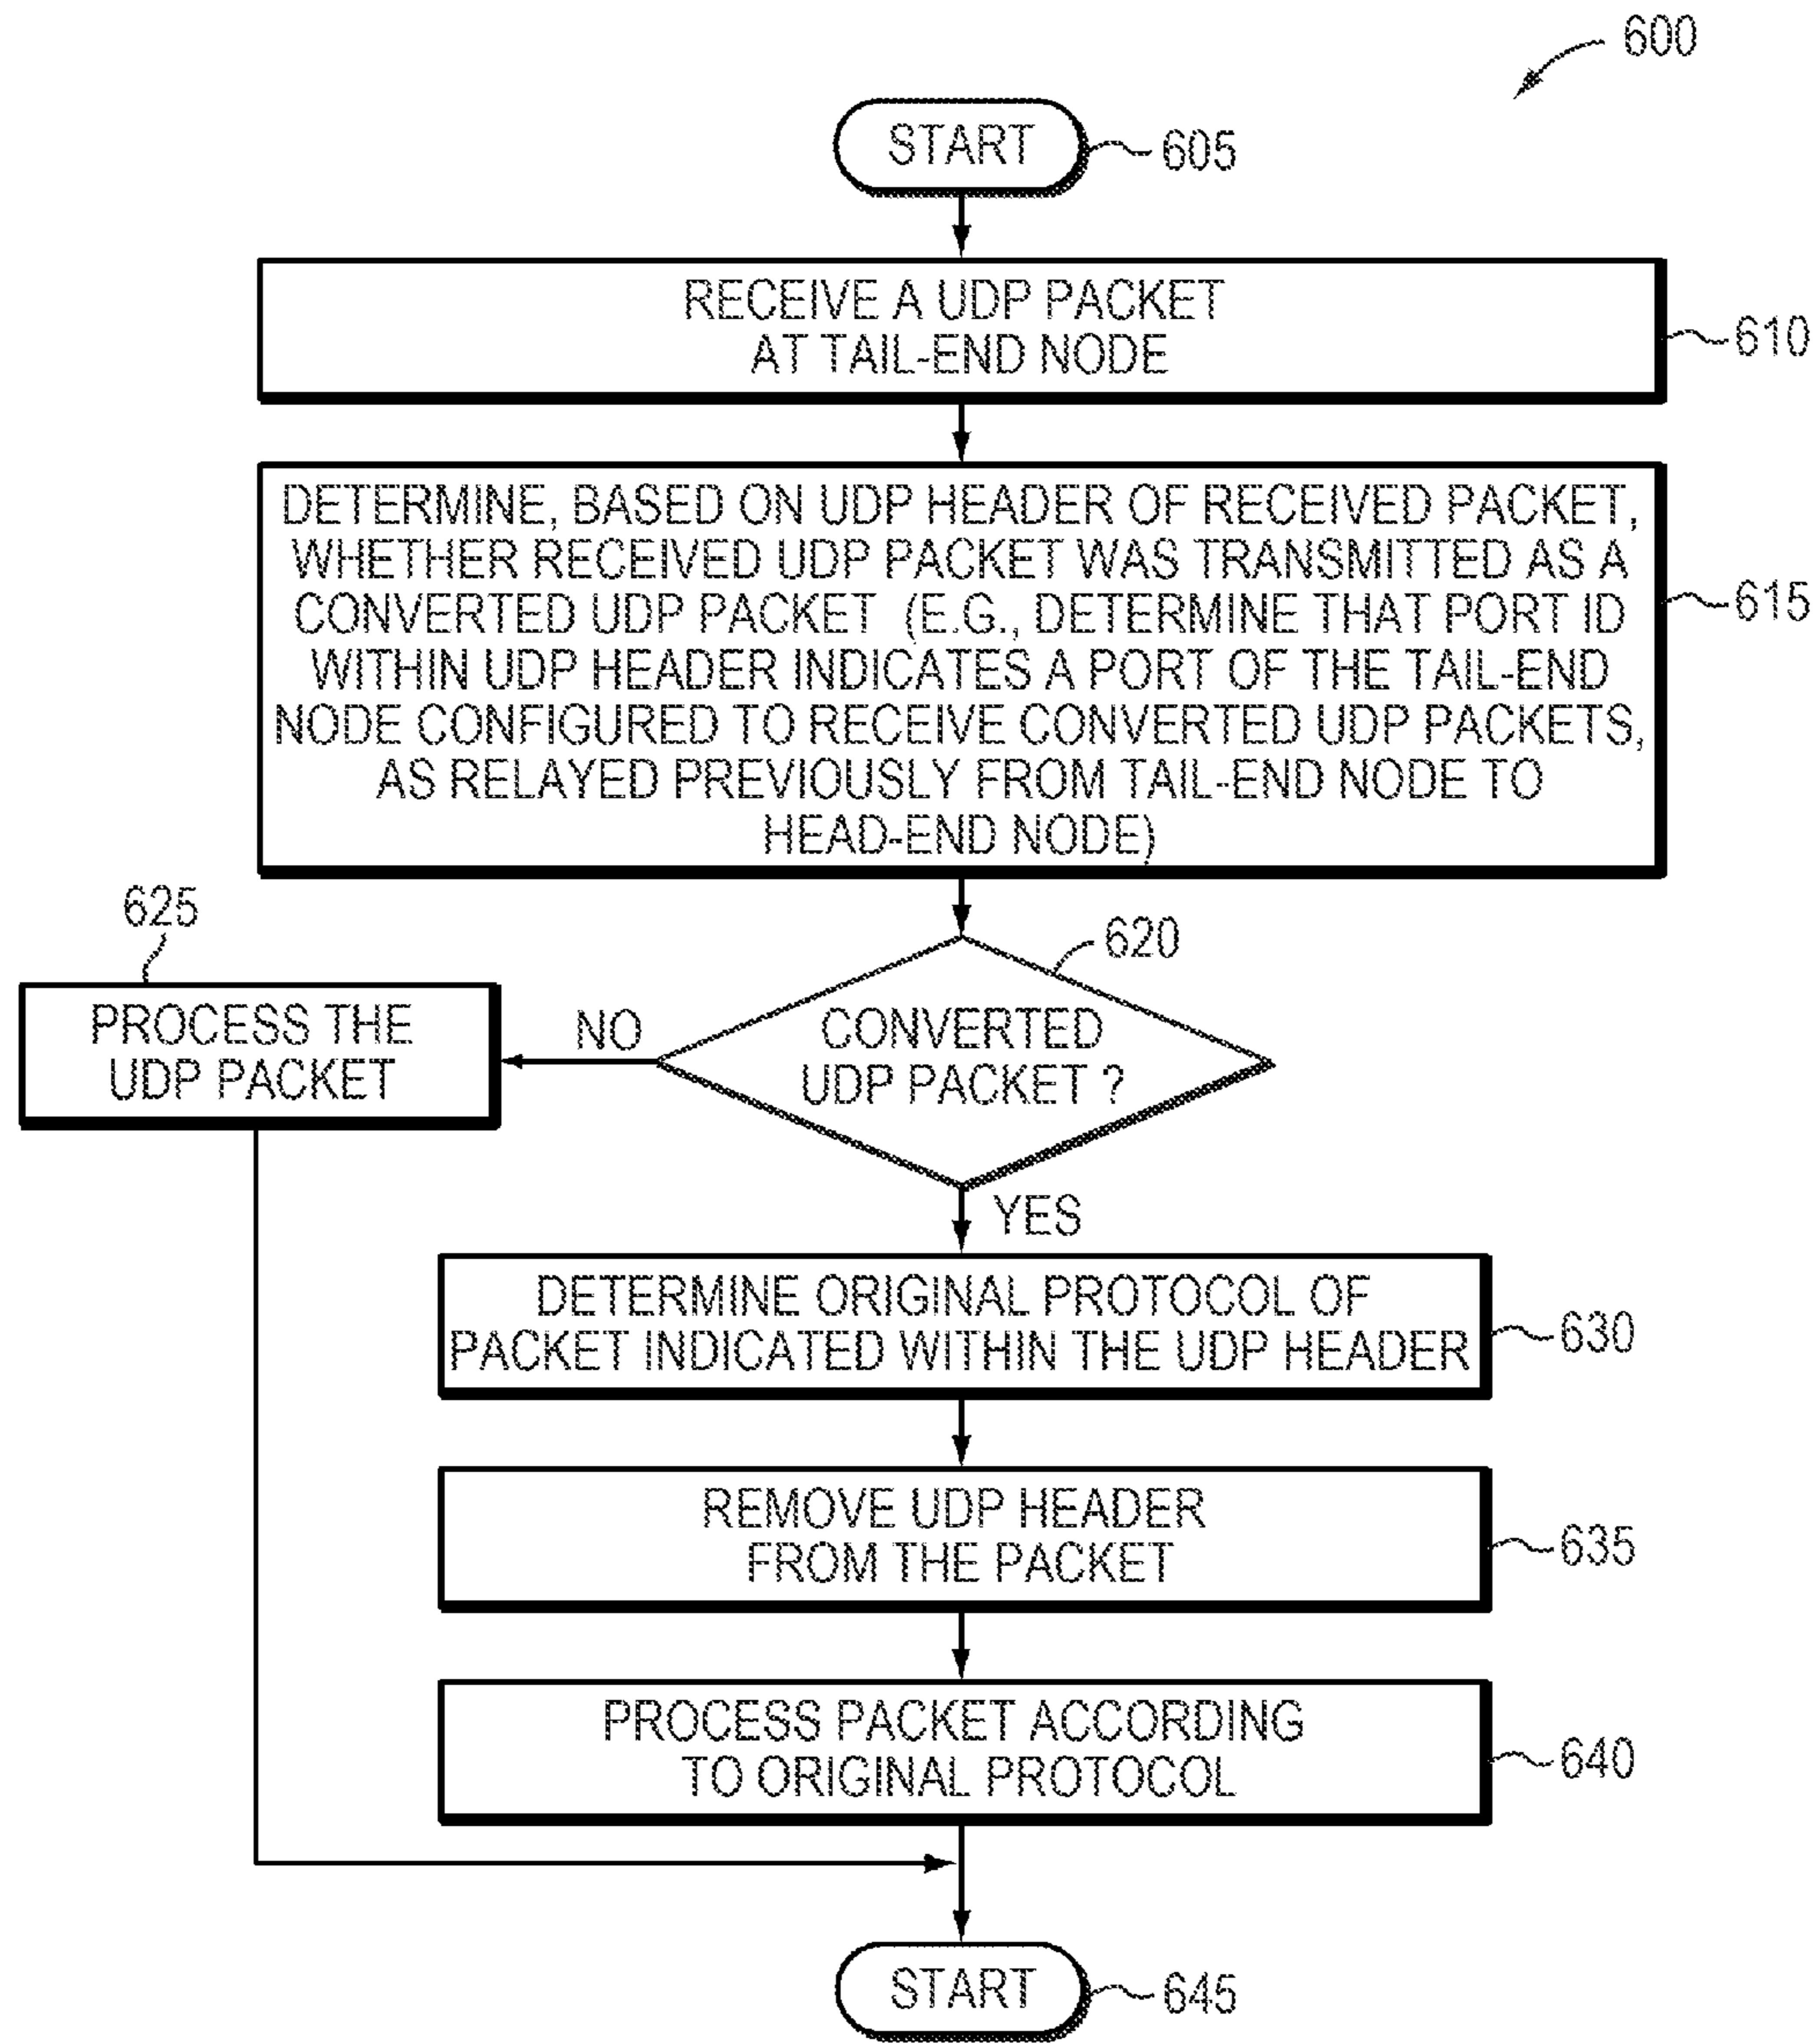 600
START
605
RECEIVE A UDP PACKET
AT TAIL-END NODE
610
DETERMINE, BASED ON UDP HEADER OF RECEIVED PACKET,
WHETHER RECEIVED UDP PACKET WAS TRANSMITTED AS A
CONVERTED UDP PACKET (E.G., DETERMINE THAT PORT ID
WITHIN UDP HEADER INDICATES A PORT OF THE TAIL-END
NODE CONFIGURED TO RECEIVE CONVERTED UDP PACKETS,
AS RELAYED PREVIOUSLY FROM TAIL-END NODE TO
HEAD-END NODE)
615
625
620
PROCESS THE
UDP PACKET
NO
CONVERTED
UDP PACKET ?
YES
DETERMINE ORIGINAL PROTOCOL OF
PACKET INDICATED WITHIN THE UDP HEADER
630
REMOVE UDP HEADER
FROM THE PACKET
635
PROCESS PACKET ACCORDING
TO ORIGINAL PROTOCOL
640
START
645